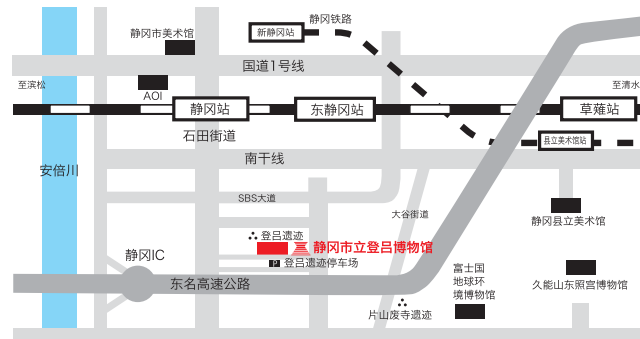 静冈铁路
新静冈站
静冈市美术馆
国道1号线
至滨松
至清水
AOI
静冈站
东静冈站
草薙站
石田街道
县立美术馆站
南干线
安倍川
SBS大道
大谷街道
静冈县立美术馆
登吕遗迹
静冈市立登吕博物馆
静冈IC
P 登吕遗迹停车场
富士国
地球环
境博物馆
东名高速公路
久能山东照宫博物馆
片山废寺遗迹